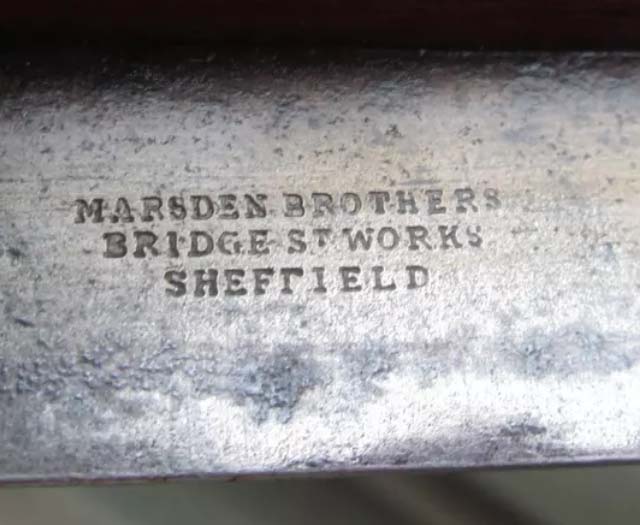 MARSDEN BROTHERS
BRIDGE ST WORKS
SHEFFIELD